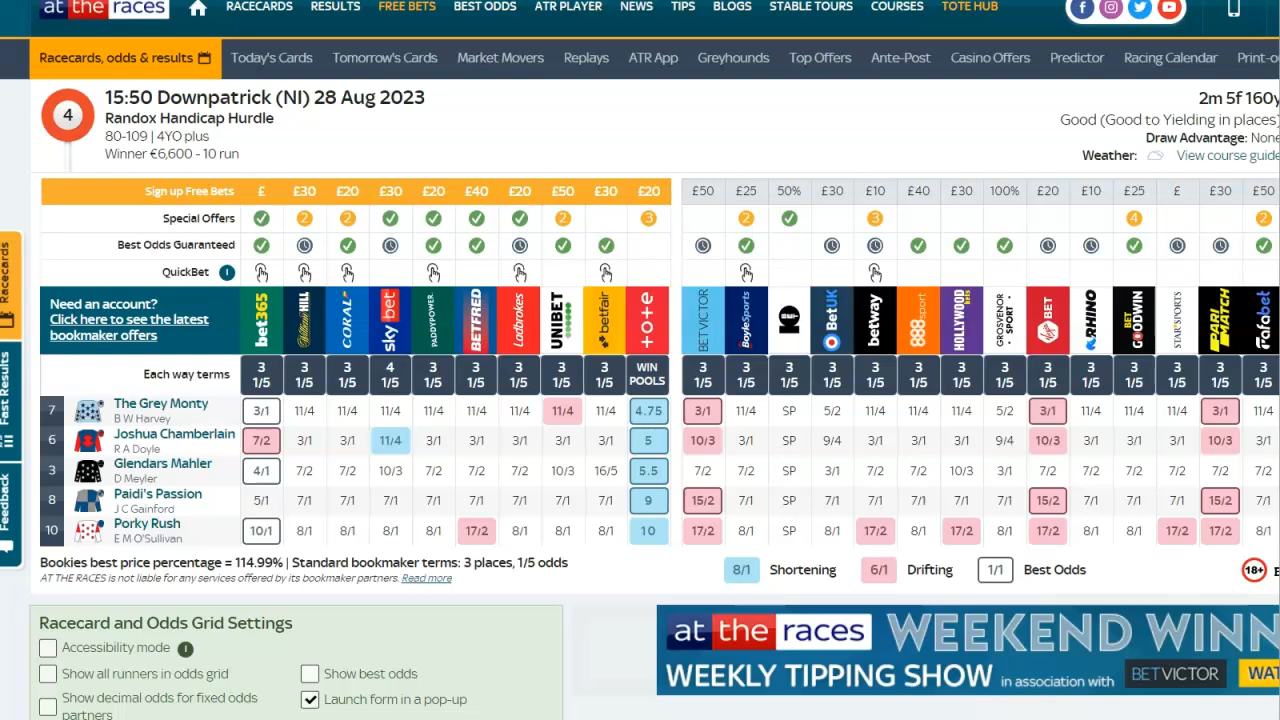 at the races RACECARDS RESULTS FREE BETS BEST ODDS ATR PLAYER NEWS TIPS BLOGS STABLE TOURS COURSES TOTE HUB
Racecards, odds & results Today's Cards Tomorrow's Cards Market Movers Replays ATR App Greyhounds Top Offers Ante-Post Casino Offers Predictor Racing Calendar Print-o
4 15:50 Downpatrick (NI) 28 Aug 2023
2m 5f 160y
Randox Handicap Hurdle
Good (Good to Yielding in places)
80-109 | 4YO plus
Draw Advantage: None
Winner €6,600 - 10 run
Weather: View course guide
Sign up Free Bets £ £30 £20 £30 £20 £40 £20 £50 £30 £20 £50 £25 50% £30 £10 £40 £30 100% £20 £10 £25 £ £30 £50
Special Offers 2 2 2 3 2 3 4 2
Best Odds Guaranteed
QuickBet
Racecards
Fast Results
Feedback
Need an account?
Click here to see the latest
bookmaker offers
bet365 William HILL CORAL sky bet PADDYPOWER BETFRED Ladbrokes UNIBET betfair tote BETVICTOR BoyleSports BetUK betway 888sport HOLLYWOOD bets GROSVENOR SPORT Virgin BET RHINO BET GOODWIN STARSPORTS PARIMATCH Fafabet
Each way terms 3 3 3 4 3 3 3 3 3 WIN 3 3 3 3 3 3 3 3 3 3 3 3 3 3
1/5 1/5 1/5 1/5 1/5 1/5 1/5 1/5 1/5 POOLS 1/5 1/5 1/5 1/5 1/5 1/5 1/5 1/5 1/5 1/5 1/5 1/5 1/5 1/5
7 The Grey Monty 3/1 11/4 11/4 11/4 11/4 11/4 11/4 11/4 11/4 4.75 3/1 11/4 SP 5/2 11/4 11/4 11/4 5/2 3/1 11/4 11/4 11/4 3/1 11/4
B W Harvey
6 Joshua Chamberlain 7/2 3/1 3/1 11/4 3/1 3/1 3/1 3/1 3/1 5 10/3 3/1 SP 9/4 3/1 3/1 3/1 9/4 10/3 3/1 3/1 3/1 10/3 3/1
R A Doyle
3 Glendars Mahler 4/1 7/2 7/2 10/3 7/2 7/2 7/2 10/3 16/5 5.5 7/2 7/2 SP 3/1 7/2 7/2 10/3 3/1 7/2 7/2 7/2 7/2 7/2 7/2
D Meyler
8 Paidi's Passion 5/1 7/1 7/1 7/1 7/1 7/1 7/1 7/1 7/1 9 15/2 7/1 SP 7/1 7/1 7/1 7/1 7/1 15/2 7/1 7/1 7/1 15/2 7/1
J C Gainford
10 Porky Rush 10/1 8/1 8/1 8/1 8/1 17/2 8/1 8/1 8/1 10 17/2 8/1 SP 8/1 17/2 8/1 17/2 8/1 17/2 8/1 8/1 17/2 17/2 8/1
E M O'Sullivan
Bookies best price percentage = 114.99% | Standard bookmaker terms: 3 places, 1/5 odds
AT THE RACES is not liable for any services offered by its bookmaker partners. Read more
8/1 Shortening 6/1 Drifting 1/1 Best Odds 18+
Racecard and Odds Grid Settings
Accessibility mode
Show all runners in odds grid
Show best odds
Show decimal odds for fixed odds
partners
Launch form in a pop-up
at the races WEEKEND WINN
WEEKLY TIPPING SHOW in association with BETVICTOR WAT